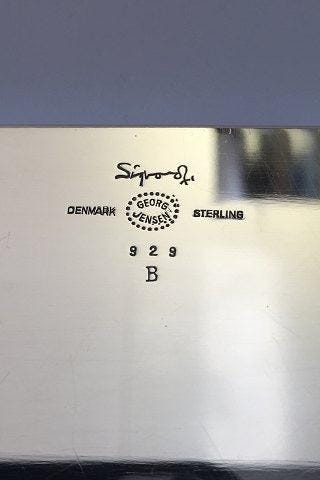 Sigvard
DENMARK GEORG JENSEN STERLING
929
B